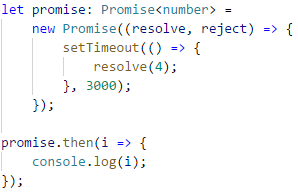 let promise: Promise<number> =
    new Promise((resolve, reject) => {
        setTimeout(() => {
            resolve(4);
        }, 3000);
    });

promise.then(i => {
    console.log(i);
});